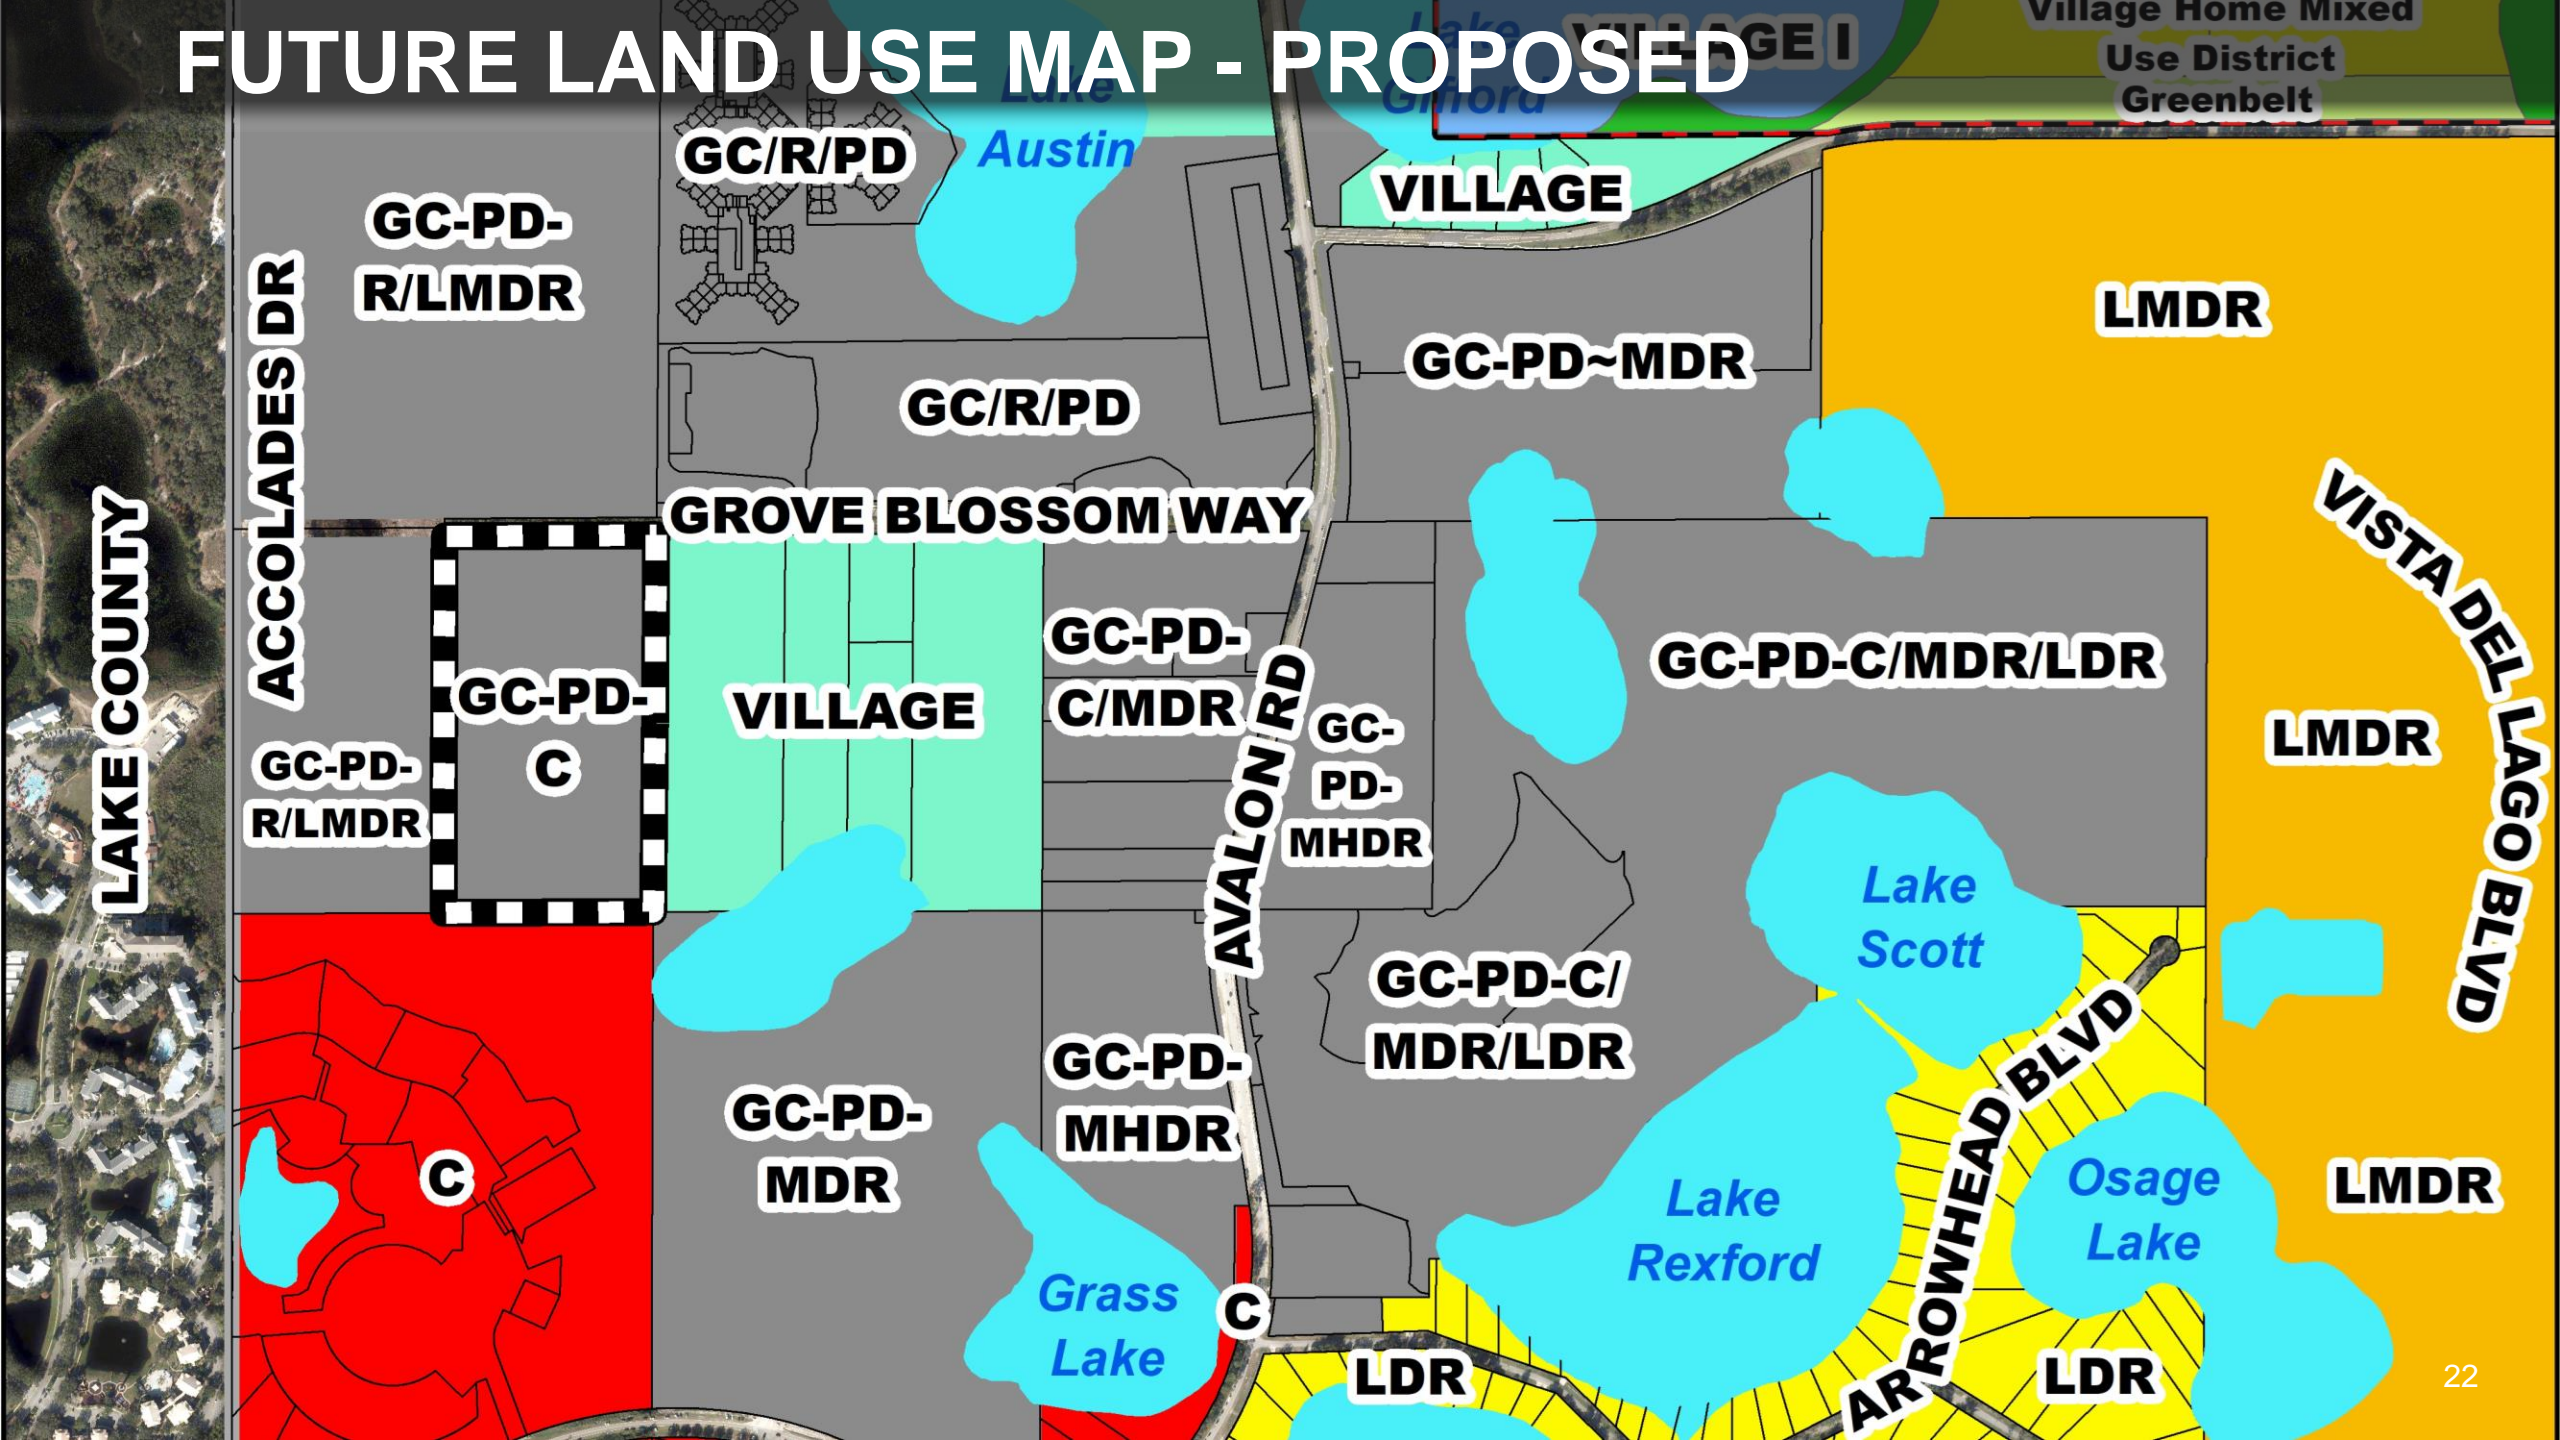 FUTURE LAND USE MAP - PROPOSED
Lake
Gifford
VILLAGE I
Village Home Mixed
Use District
Greenbelt
Lake
Austin
GC/R/PD
VILLAGE
GC-PD-
R/LMDR
ACCOLADES DR
LMDR
GC-PD~MDR
GC/R/PD
GROVE BLOSSOM WAY
VISTA DEL LAGO BLVD
LAKE COUNTY
GC-PD-
C
VILLAGE
GC-PD-
C/MDR
AVALON RD
GC-
PD-
MHDR
GC-PD-C/MDR/LDR
LMDR
GC-PD-
R/LMDR
Lake
Scott
GC-PD-C/
MDR/LDR
GC-PD-
MHDR
GC-PD-
MDR
C
ARROWHEAD BLVD
Osage
Lake
LMDR
Lake
Rexford
Grass
Lake
C
LDR
LDR
22